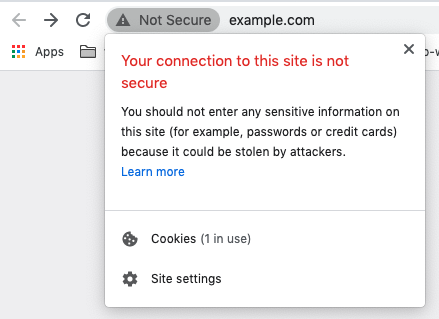 Not Secure example.com
Apps
Your connection to this site is not
secure
You should not enter any sensitive information on
this site (for example, passwords or credit cards)
because it could be stolen by attackers.
Learn more
Cookies (1 in use)
Site settings